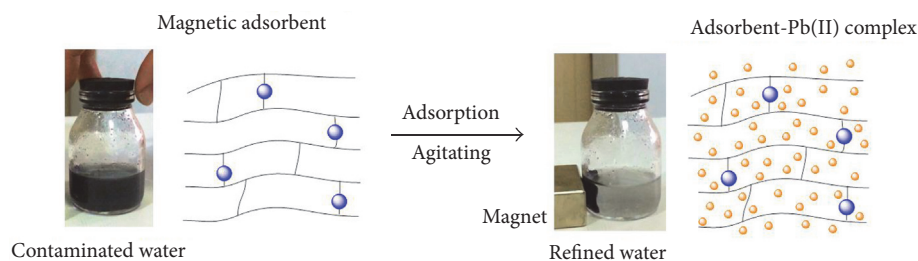 Magnetic adsorbent
Adsorbent-Pb(II) complex
Adsorption
Agitating
Magnet
Contaminated water
Refined water